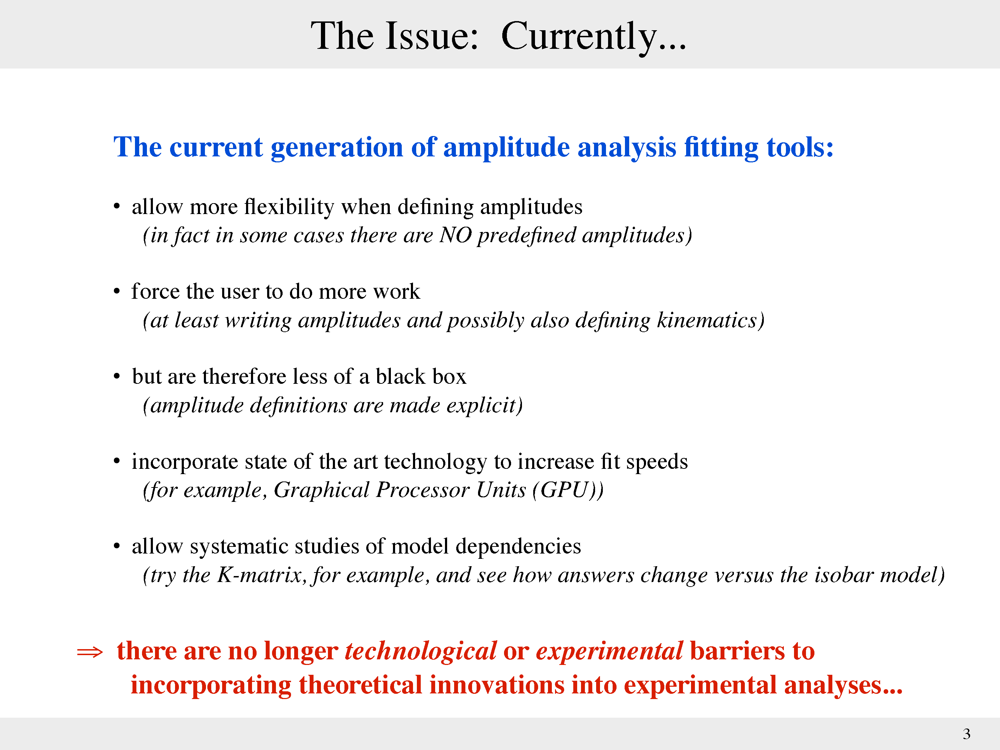 The Issue: Currently...
The current generation of amplitude analysis fitting tools:
• allow more flexibility when defining amplitudes
(in fact in some cases there are NO predefined amplitudes)
• force the user to do more work
(at least writing amplitudes and possibly also defining kinematics)
• but are therefore less of a black box
(amplitude definitions are made explicit)
• incorporate state of the art technology to increase fit speeds
(for example, Graphical Processor Units (GPU))
• allow systematic studies of model dependencies
(try the K-matrix, for example, and see how answers change versus the isobar model)
⇒ there are no longer technological or experimental barriers to
incorporating theoretical innovations into experimental analyses...
3